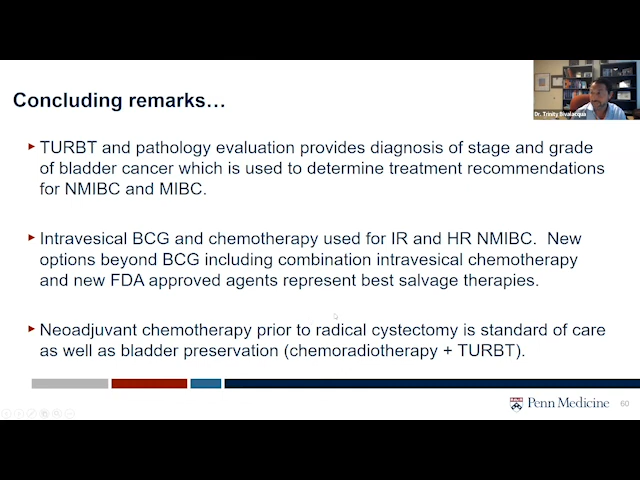 Dr. Trinity Bivalacqua
Concluding remarks…
TURBT and pathology evaluation provides diagnosis of stage and grade
of bladder cancer which is used to determine treatment recommendations
for NMIBC and MIBC.
Intravesical BCG and chemotherapy used for IR and HR NMIBC.  New
options beyond BCG including combination intravesical chemotherapy
and new FDA approved agents represent best salvage therapies.
Neoadjuvant chemotherapy prior to radical cystectomy is standard of care
as well as bladder preservation (chemoradiotherapy + TURBT).
Penn Medicine 60